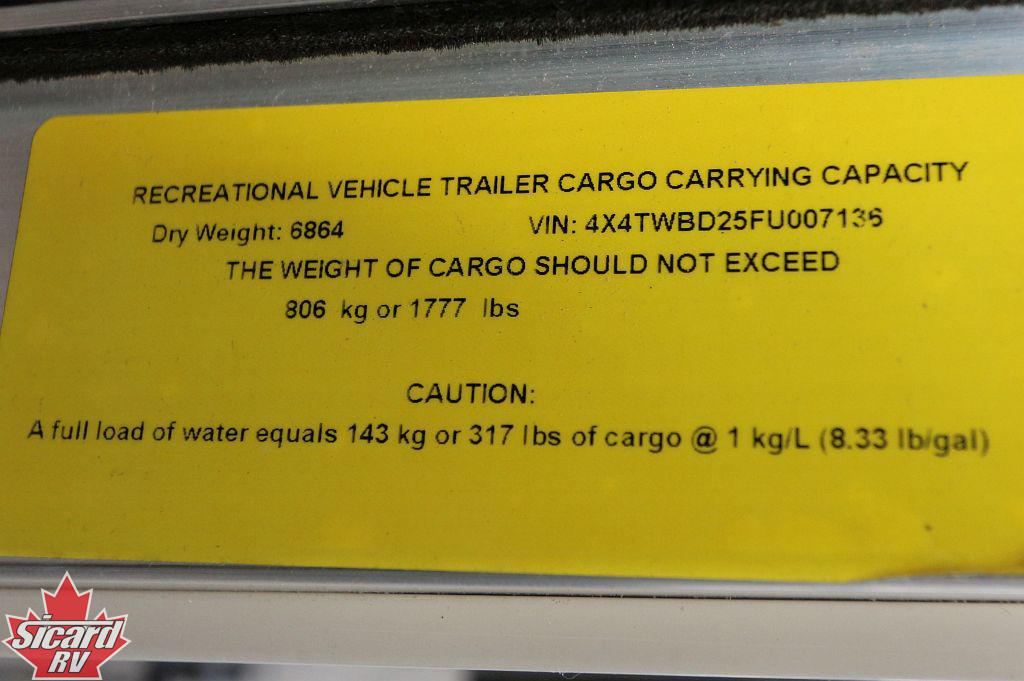 RECREATIONAL VEHICLE TRAILER CARGO CARRYING CAPACITY
Dry Weight: 6864 VIN: 4X4TWBD25FU007136
THE WEIGHT OF CARGO SHOULD NOT EXCEED
806 kg or 1777 lbs
CAUTION:
A full load of water equals 143 kg or 317 lbs of cargo @ 1 kg/L (8.33 lb/gal)
Sicard
RV